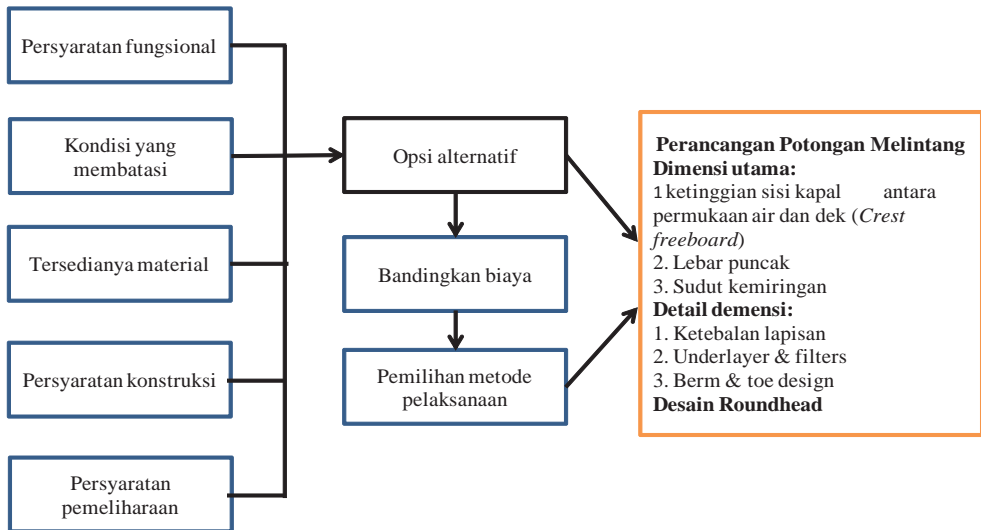 Persyaratan fungsional
Kondisi yang
membatasi
Tersedianya material
Persyaratan konstruksi
Persyaratan
pemeliharaan
Opsi alternatif
Bandingkan biaya
Pemilihan metode
pelaksanaan
Perancangan Potongan Melintang
Dimensi utama:
1 ketinggian sisi kapal antara
permukaan air dan dek (Crest
freeboard)
2. Lebar puncak
3. Sudut kemiringan
Detail demensi:
1. Ketebalan lapisan
2. Underlayer & filters
3. Berm & toe design
Desain Roundhead